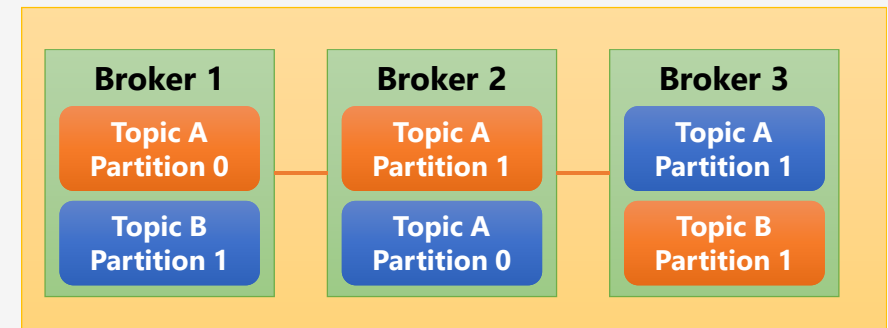 Broker 1
Topic A
Partition 0
Topic B
Partition 1
Broker 2
Topic A
Partition 1
Topic A
Partition 0
Broker 3
Topic A
Partition 1
Topic B
Partition 1